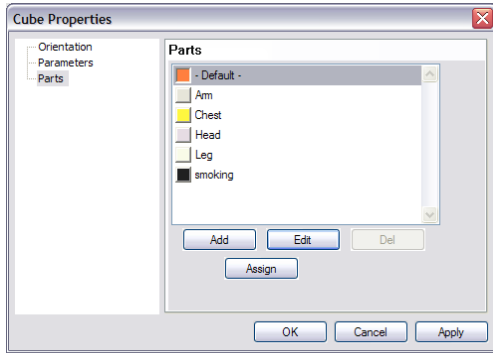 Cube Properties
Orientation
Parameters
Parts
Parts
- Default -
Arm
Chest
Head
Leg
smoking
Add Edit Del
Assign
OK Cancel Apply